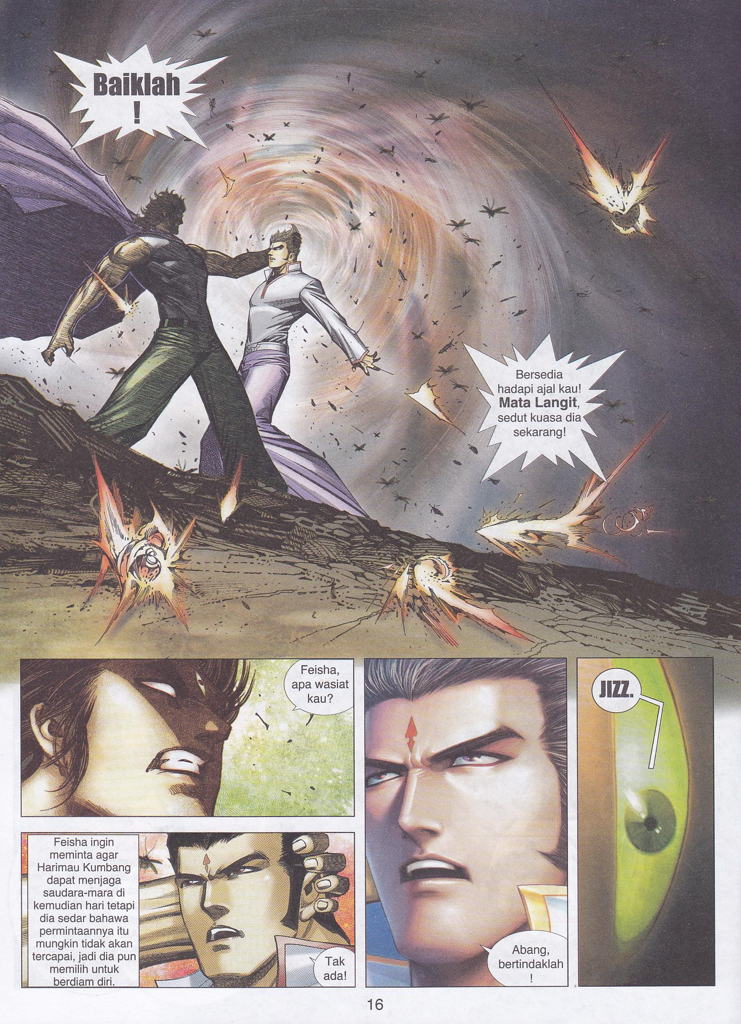 Baiklah
!
Bersedia
hadapi ajal kau!
Mata Langit,
sedut kuasa dia
sekarang!
Feisha,
apa wasiat
kau?
Feisha ingin
meminta agar
Harimau Kumbang
dapat menjaga
saudara-mara di
kemudian hari tetapi
dia sedar bahawa
permintaannya itu
mungkin tidak akan
tercapai, jadi dia pun
memilih untuk
berdiam diri.
Tak
ada!
Abang,
bertindaklah
!
JIZZ.
16